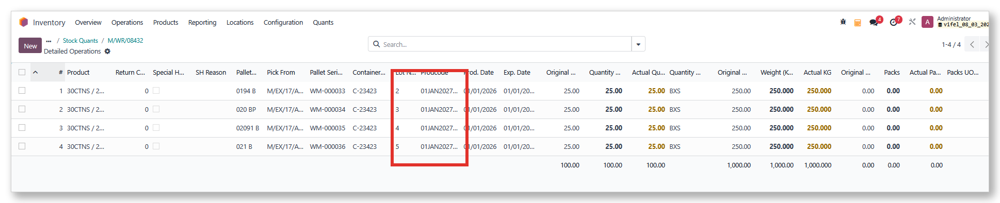 Inventory Overview Operations Products Reporting Locations Configuration Quants 4 7 A Administrator
vifel_08_03_202
New ... / Stock Quants / M/WR/08432 Search... 1-4 / 4
Detailed Operations
# Product Return C... Special H... SH Reason Pallet... Pick From Pallet Seri... Container... Lot N... Prodcode Prod. Date Exp. Date Original ... Quantity ... Actual Qu... Quantity ... Original ... Weight (K... Actual KG Original ... Packs Actual Pa... Packs UO...
1 30CTNS / 2... 0 0194 B M/EX/17/A... WM-000033 C-23423 2 01JAN2027... 01/01/2026 01/01/20... 25.00 25.00 25.00 BXS 250.00 250.000 250.000 0.00 0.00 0.00
2 30CTNS / 2... 0 020 BP M/EX/17/A... WM-000034 C-23423 3 01JAN2027... 01/01/2026 01/01/20... 25.00 25.00 25.00 BXS 250.00 250.000 250.000 0.00 0.00 0.00
3 30CTNS / 2... 0 02091 B M/EX/17/A... WM-000035 C-23423 4 01JAN2027... 01/01/2026 01/01/20... 25.00 25.00 25.00 BXS 250.00 250.000 250.000 0.00 0.00 0.00
4 30CTNS / 2... 0 021 B M/EX/17/A... WM-000036 C-23423 5 01JAN2027... 01/01/2026 01/01/20... 25.00 25.00 25.00 BXS 250.00 250.000 250.000 0.00 0.00 0.00
100.00 100.00 100.00 1,000.00 1,000.00 1,000.000 0.00 0.00 0.00